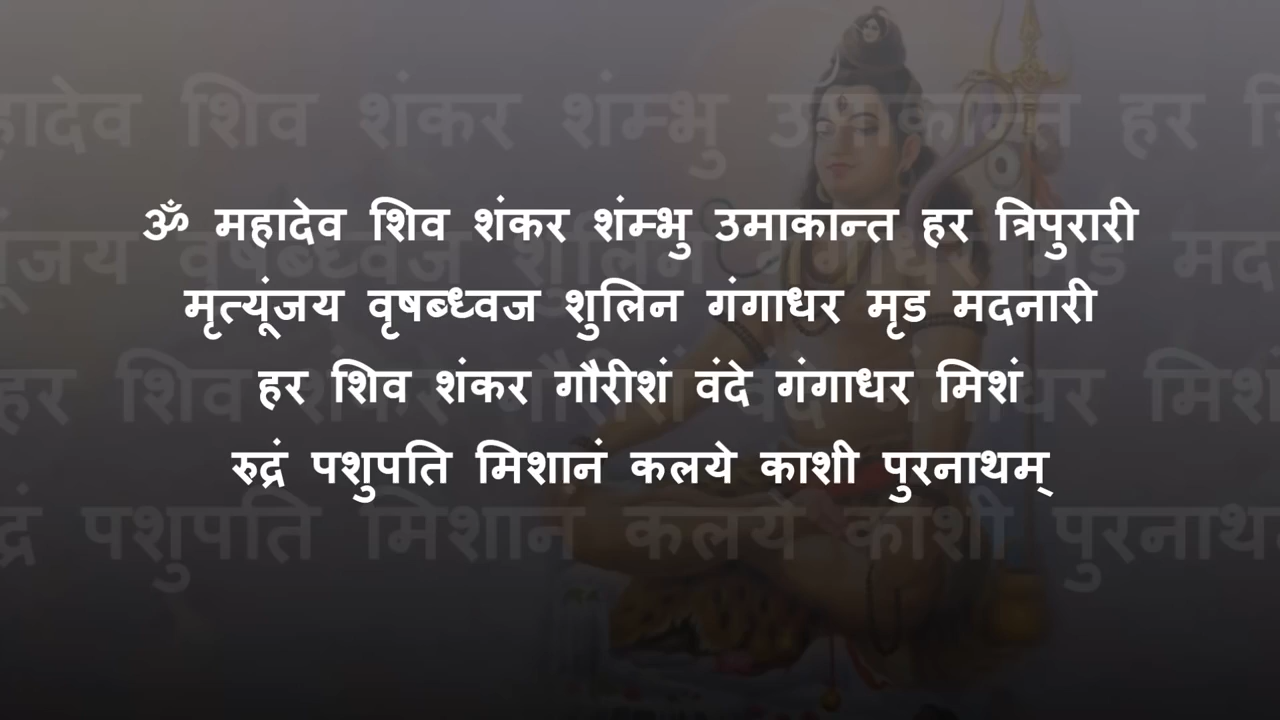 ॐ महादेव शिव शंकर शंम्भु उमाकान्त हर त्रिपुरारी
मृत्यूंजय वृषब्ध्वज शुलिन गंगाधर मृड मदनारी
हर शिव शंकर गौरीशं वंदे गंगाधर मिशं
रुद्रं पशुपति मिशानं कलये काशी पुरनाथम्